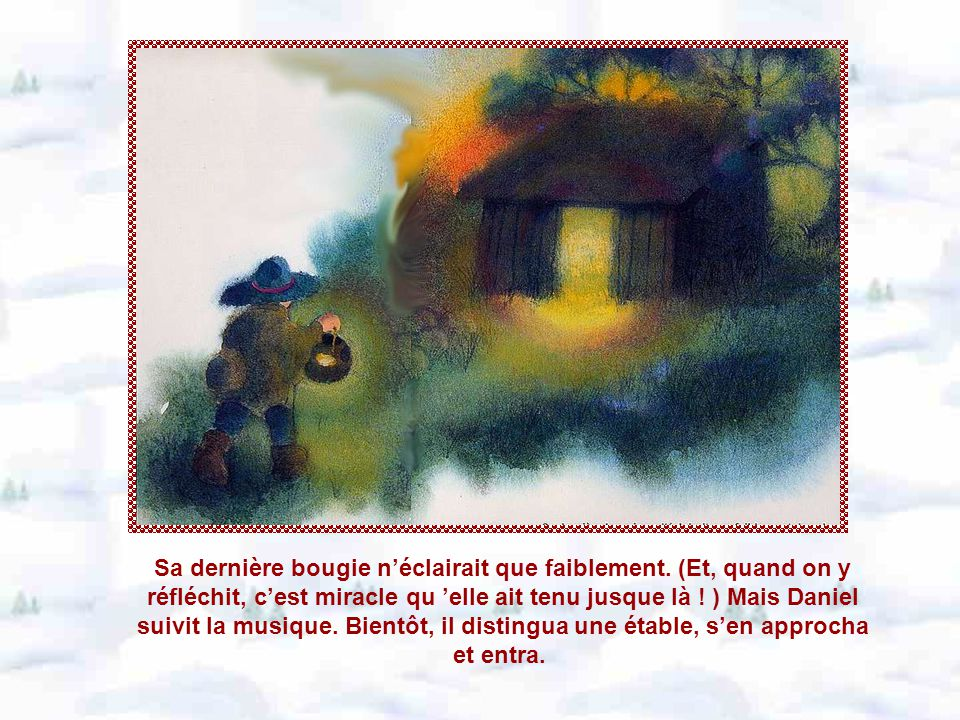 Sa dernière bougie n’éclairait que faiblement. (Et, quand on y
réfléchit, c’est miracle qu ’elle ait tenu jusque là ! ) Mais Daniel
suivit la musique. Bientôt, il distingua une étable, s’en approcha
et entra.